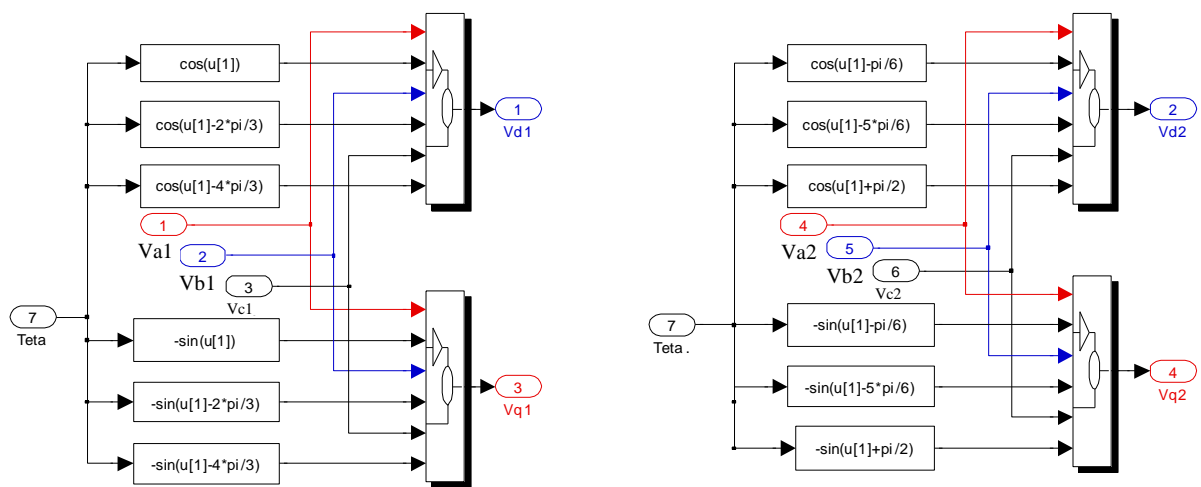 cos(u[1])
cos(u[1]-2*pi/3)
cos(u[1]-4*pi/3)
1
Vd1
1
Va1
2
Vb1
3
Vc1
7
Teta
-sin(u[1])
-sin(u[1]-2*pi/3)
-sin(u[1]-4*pi/3)
3
Vq1
cos(u[1]-pi/6)
cos(u[1]-5*pi/6)
cos(u[1]+pi/2)
2
Vd2
4
Va2
5
Vb2
6
Vc2
7
Teta .
-sin(u[1]-pi/6)
-sin(u[1]-5*pi/6)
-sin(u[1]+pi/2)
4
Vq2